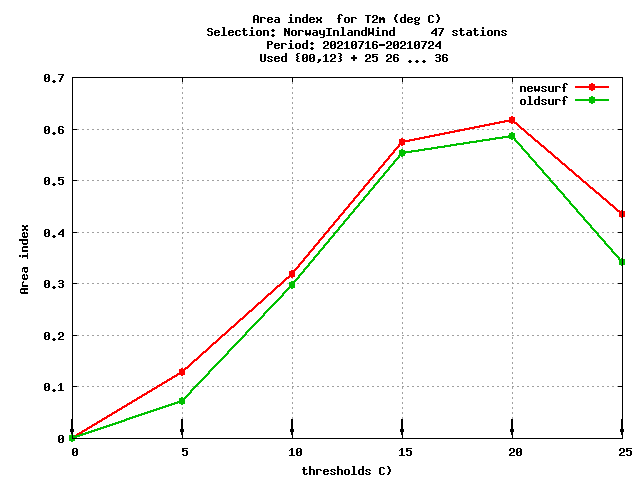 Area index  for T2m (deg C)
Selection: NorwayInlandWind     47 stations
Period: 20210716-20210724
Used {00,12} + 25 26 ... 36
newsurf
oldsurf
0.7
0.6
0.5
0.4
0.3
0.2
0.1
0
Area index
0 5 10 15 20 25
thresholds C)